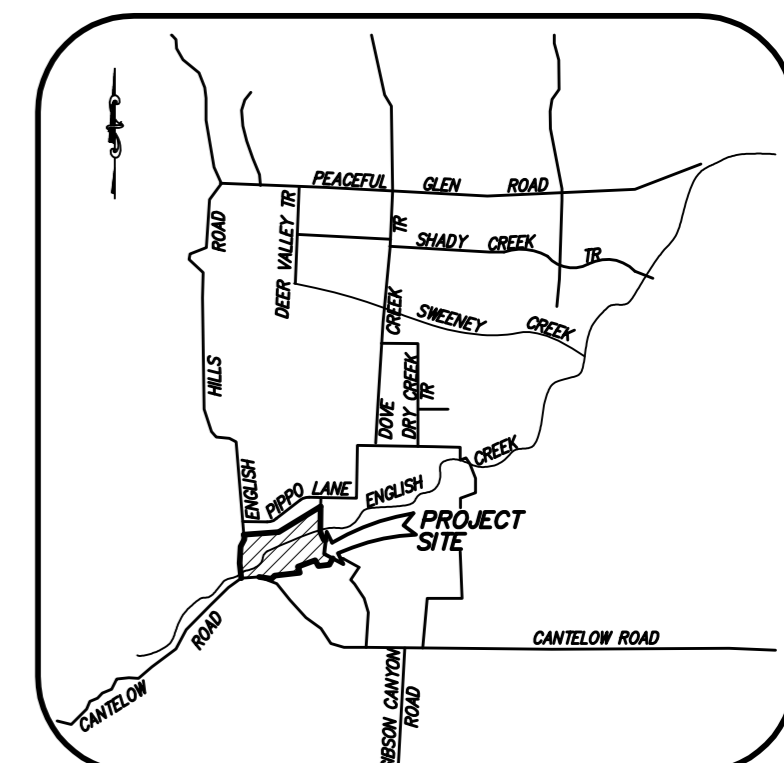 PEACEFUL GLEN ROAD
ROAD
DEER VALLEY TR
TR
SHADY CREEK TR
CREEK
SWEENEY CREEK
HILLS
DOVE
DRY CREEK
TR
ENGLISH
PIPPO LANE
ENGLISH CREEK
PROJECT
SITE
ROAD
CANTELOW ROAD
CANTELOW
CANYON
ROAD